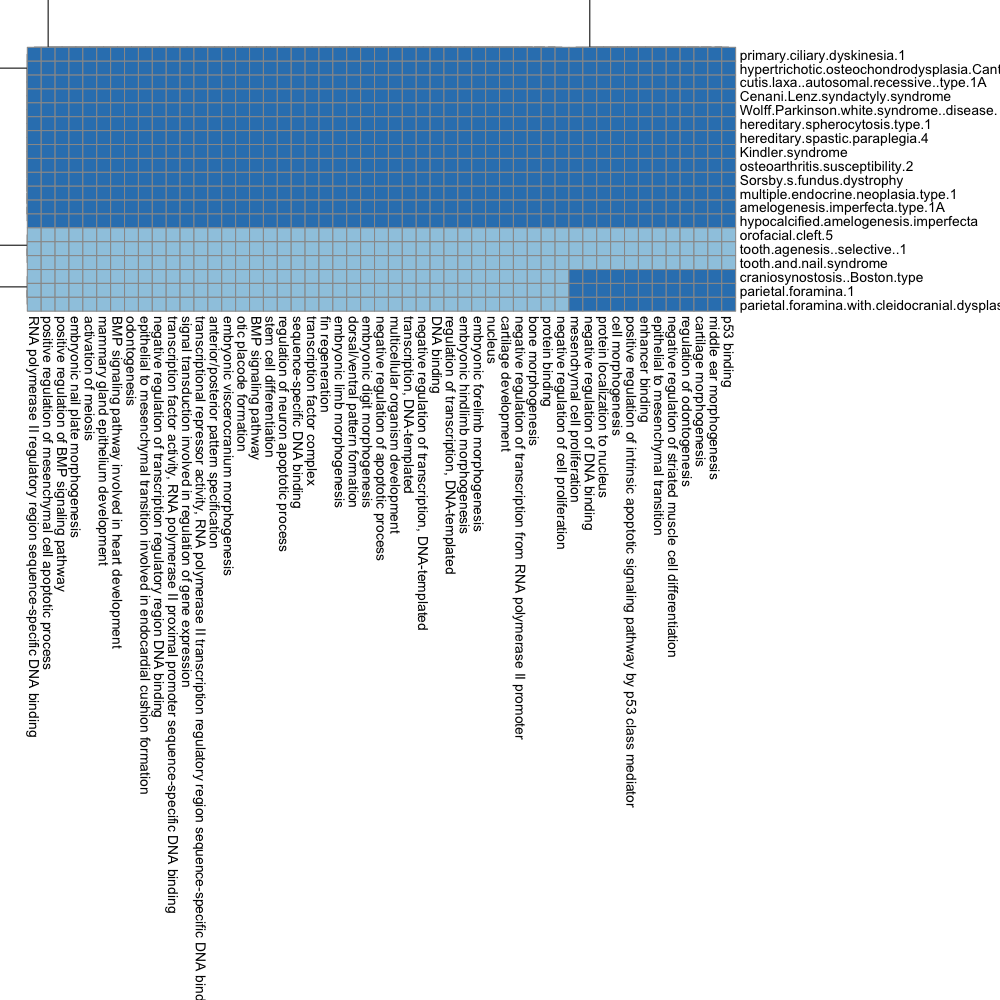 primary.ciliary.dyskinesia.1
hypertrichotic.osteochondrodysplasia.Cant
cutis.laxa..autosomal.recessive..type.1A
Cenani.Lenz.syndactyly.syndrome
Wolff.Parkinson.white.syndrome..disease.
hereditary.spherocytosis.type.1
hereditary.spastic.paraplegia.4
Kindler.syndrome
osteoarthritis.susceptibility.2
Sorsby.s.fundus.dystrophy
multiple.endocrine.neoplasia.type.1
amelogenesis.imperfecta.type.1A
hypocalcified.amelogenesis.imperfecta
orofacial.cleft.5
tooth.agenesis..selective..1
tooth.and.nail.syndrome
craniosynostosis..Boston.type
parietal.foramina.1
parietal.foramina.with.cleidocranial.dysplas
RNA polymerase II regulatory region sequence-specific DNA binding
positive regulation of mesenchymal cell apoptotic process
positive regulation of BMP signaling pathway
embryonic nail plate morphogenesis
activation of meiosis
mammary gland epithelium development
BMP signaling pathway involved in heart development
odontogenesis
epithelial to mesenchymal transition involved in endocardial cushion formation
negative regulation of transcription regulatory region DNA binding
transcription factor activity, RNA polymerase II proximal promoter sequence-specific DNA binding
signal transduction involved in regulation of gene expression
transcriptional repressor activity, RNA polymerase II transcription regulatory region sequence-specific DNA bind
anterior/posterior pattern specification
embryonic viscerocranium morphogenesis
otic placode formation
BMP signaling pathway
stem cell differentiation
regulation of neuron apoptotic process
sequence-specific DNA binding
transcription factor complex
fin regeneration
embryonic limb morphogenesis
dorsal/ventral pattern formation
embryonic digit morphogenesis
negative regulation of apoptotic process
multicellular organism development
transcription, DNA-templated
negative regulation of transcription, DNA-templated
DNA binding
regulation of transcription, DNA-templated
embryonic hindlimb morphogenesis
embryonic forelimb morphogenesis
nucleus
cartilage development
negative regulation of transcription from RNA polymerase II promoter
bone morphogenesis
protein binding
negative regulation of cell proliferation
mesenchymal cell proliferation
negative regulation of DNA binding
protein localization to nucleus
cell morphogenesis
positive regulation of intrinsic apoptotic signaling pathway by p53 class mediator
enhancer binding
epithelial to mesenchymal transition
negative regulation of striated muscle cell differentiation
regulation of odontogenesis
cartilage morphogenesis
middle ear morphogenesis
p53 binding